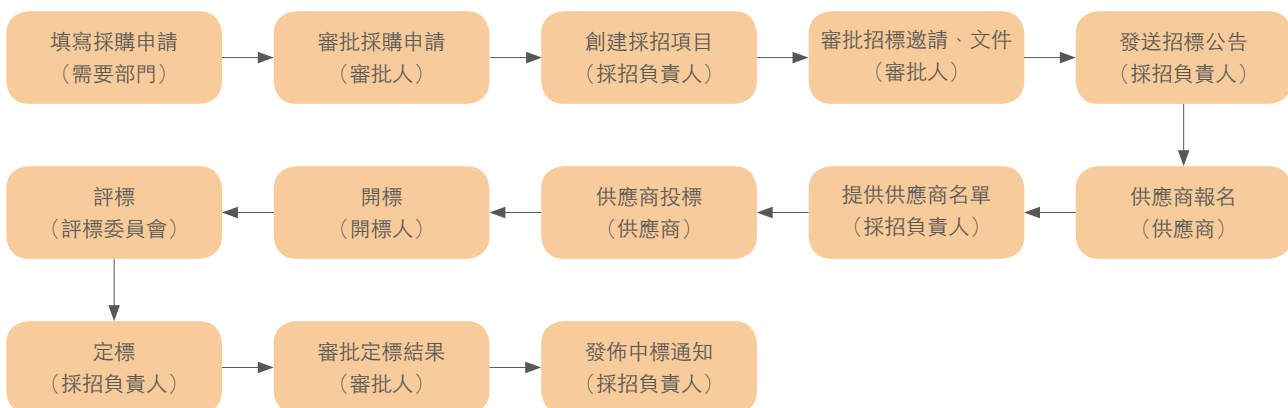 填寫採購申請
（需要部門）
審批採購申請
（審批人）
創建採招項目
（採招負責人）
審批招標邀請、文件
（審批人）
發送招標公告
（採招負責人）
供應商報名
（供應商）
提供供應商名單
（採招負責人）
供應商投標
（供應商）
開標
（開標人）
評標
（評標委員會）
定標
（採招負責人）
審批定標結果
（審批人）
發佈中標通知
（採招負責人）